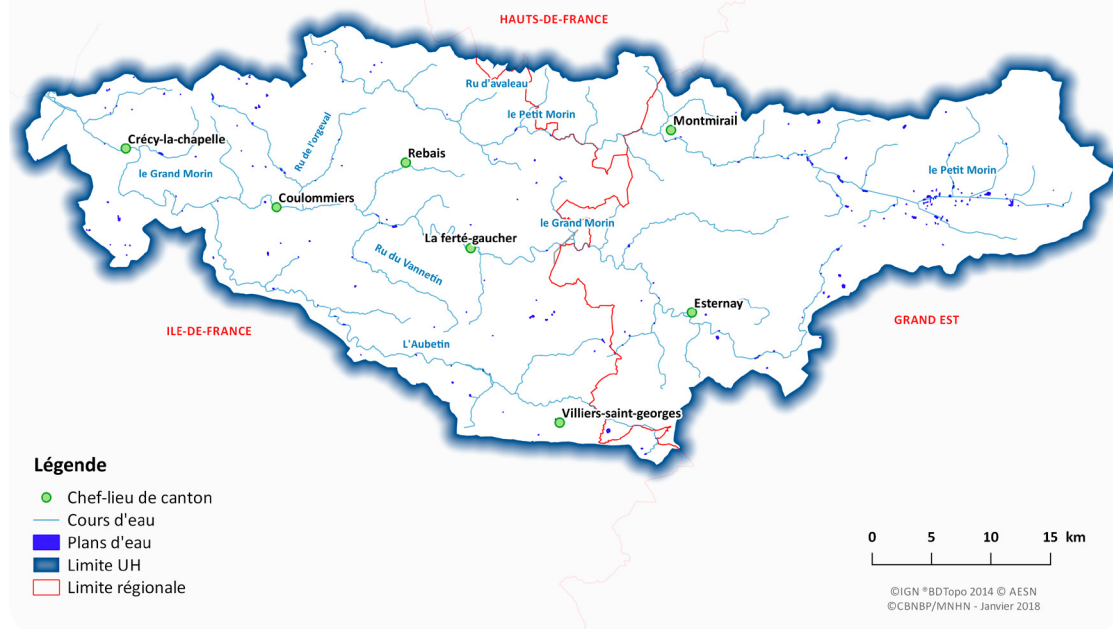 HAUTS-DE-FRANCE
Ru d'avaleau
le Petit Morin
Montmirail
Crécy-la-chapelle
Ru de l'orgeval
Rebais
le Grand Morin
le Petit Morin
Coulommiers
le Grand Morin
La ferté-gaucher
Ru du Vannetin
Esternay
ILE-DE-FRANCE
GRAND EST
L'Aubetin
Villiers-saint-georges
Légende
Chef-lieu de canton
Cours d'eau
Plans d'eau
Limite UH
Limite régionale
0 5 10 15 km
©IGN ®BDTopo 2014 © AESN
©CBNBP/MNHN - Janvier 2018